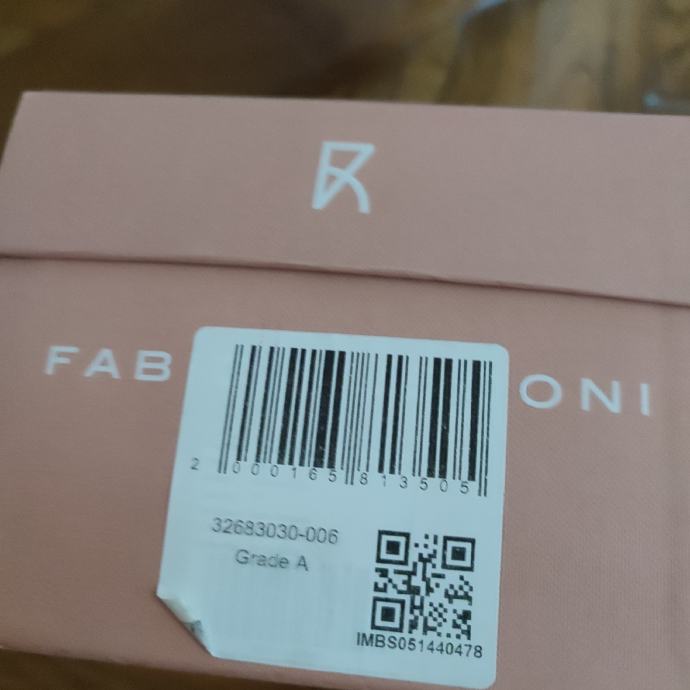 FAB ONI
2 000165 813505
32683030-006
Grade A
IMBS051440478